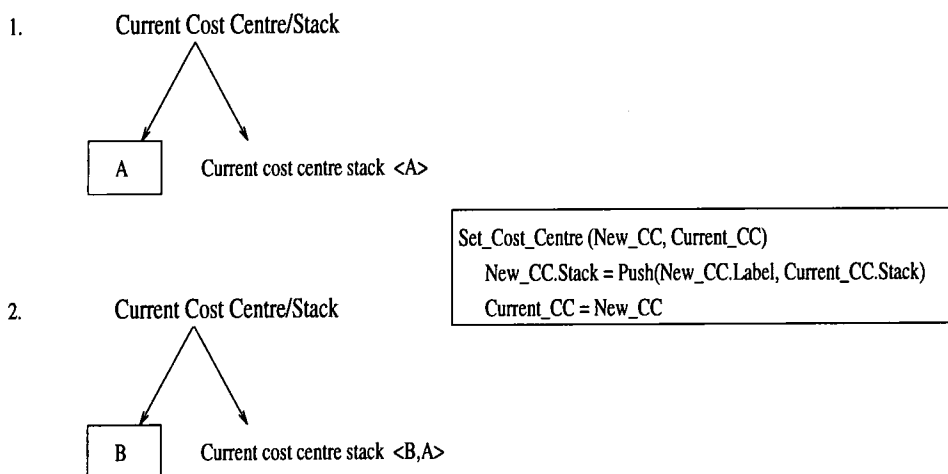 1. Current Cost Centre/Stack
A Current cost centre stack <A>
Set_Cost_Centre (New_CC, Current_CC)
New_CC.Stack = Push(New_CC.Label, Current_CC.Stack)
Current_CC = New_CC
2. Current Cost Centre/Stack
B Current cost centre stack <B,A>